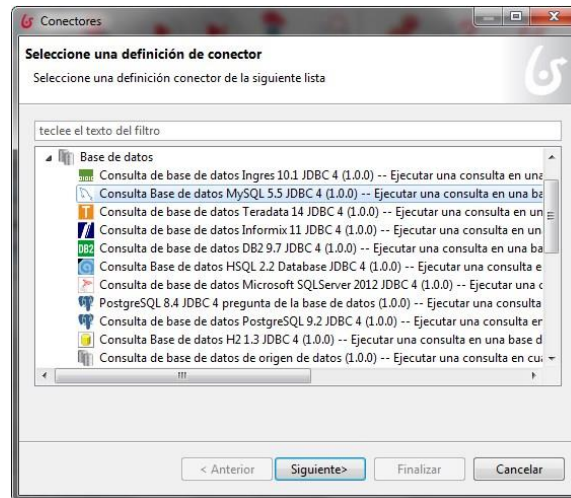 Conectores
Seleccione una definición de conector
Seleccione una definición conector de la siguiente lista
teclee el texto del filtro
Base de datos
Consulta de base de datos Ingres 10.1 JDBC 4 (1.0.0) -- Ejecutar una consulta en una
Consulta Base de datos MySQL 5.5 JDBC 4 (1.0.0) -- Ejecutar una consulta en una ba
Consulta de base de datos Teradata 14 JDBC 4 (1.0.0) -- Ejecutar una consulta en un
Consulta de base de datos Informix 11 JDBC 4 (1.0.0) -- Ejecutar una consulta en un
DB2 Consulta de base de datos DB2 9.7 JDBC 4 (1.0.0) -- Ejecutar una consulta en una ba
Consulta Base de datos HSQL 2.2 Database JDBC 4 (1.0.0) -- Ejecutar una consulta e
Consulta de base de datos Microsoft SQLServer 2012 JDBC 4 (1.0.0) -- Ejecutar una c
PostgreSQL 8.4 JDBC 4 pregunta de la base de datos (1.0.0) -- Ejecutar una consulta
Consulta de base de datos PostgreSQL 9.2 JDBC 4 (1.0.0) -- Ejecutar una consulta er
Consulta Base de datos H2 1.3 JDBC 4 (1.0.0) -- Ejecutar una consulta en una base d
Consulta de base de datos de origen de datos (1.0.0) -- Ejecutar una consulta en cu
< Anterior Siguiente> Finalizar Cancelar